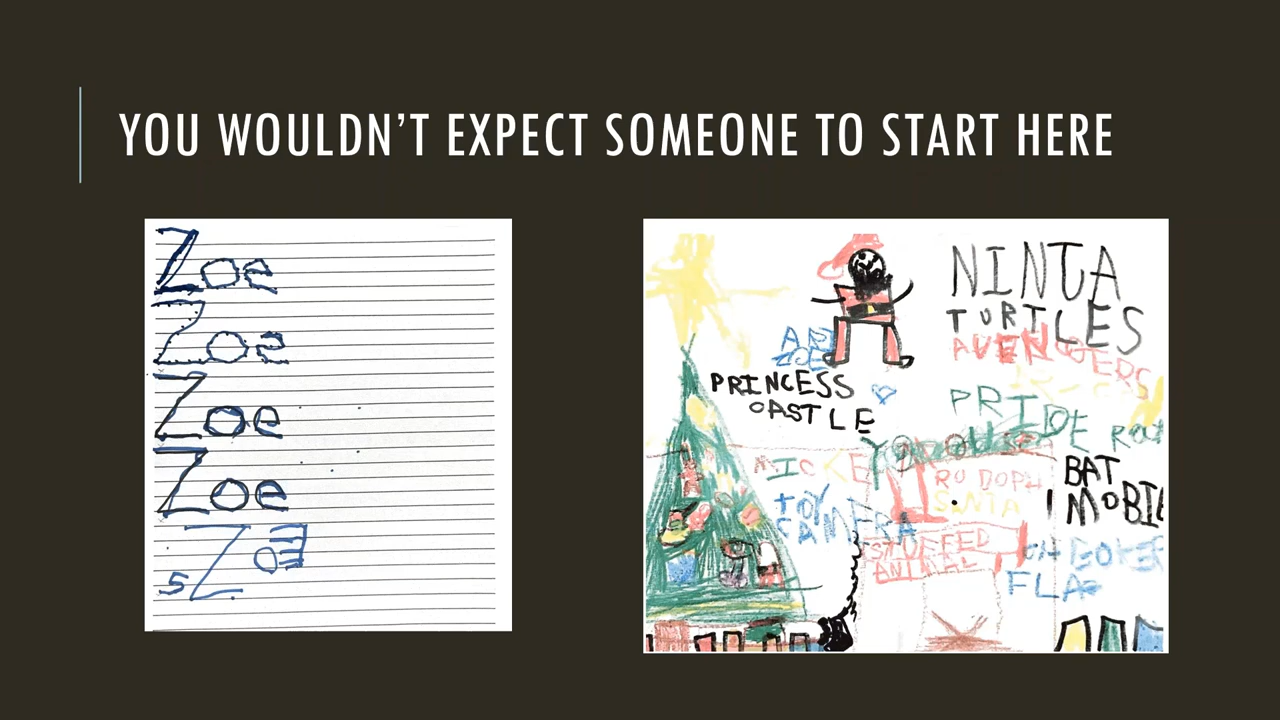 YOU WOULDN'T EXPECT SOMEONE TO START HERE
Zoe
Zoe
Zoe
Zoe
Zoe
5
NINJA
TURTLES
AVENGERS
PRINCESS
CASTLE
PRIDE ROCK
MICKEY
RUDOPH
SANTA
BAT
MOBIL
TOY
CAMERA
STUFFED
ANIMAL
FLAG